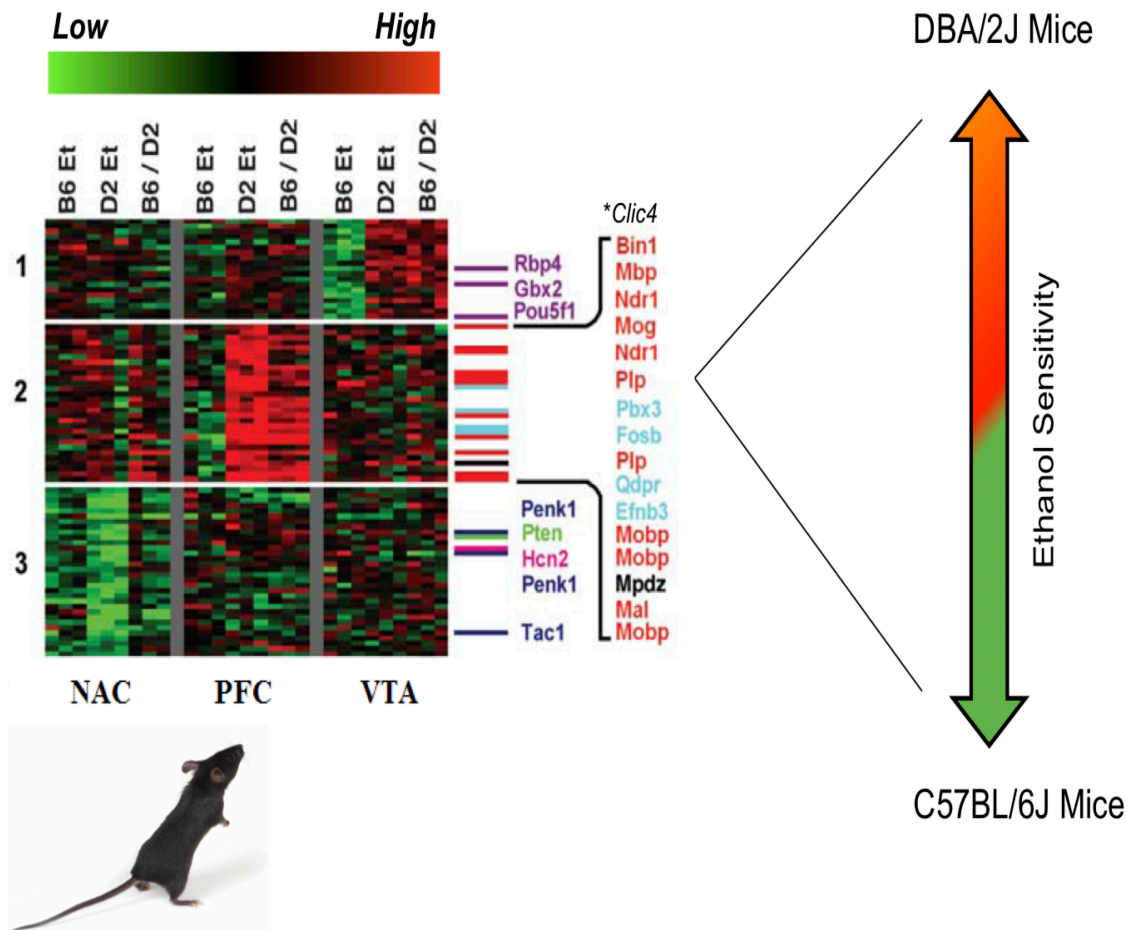 Low High
DBA/2J Mice
B6 Et D2 Et B6 / D2 B6 Et D2 Et B6 / D2 B6 Et D2 Et B6 / D2
*Clic4
1
Rbp4
Gbx2
Pou5f1
2
Bin1
Mbp
Ndr1
Mog
Ndr1
Plp
Pbx3
Fosb
Plp
Qdpr
Efnb3
Mobp
Mobp
Mpdz
Mal
Mobp
3
Penk1
Pten
Hcn2
Penk1
Tac1
NAC PFC VTA
Ethanol Sensitivity
C57BL/6J Mice